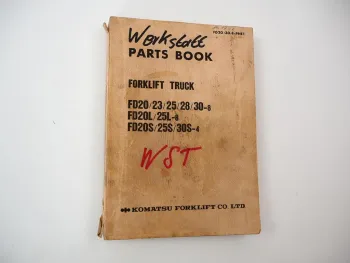 Werkstatt
PARTS BOOK
FORKLIFT TRUCK
FD20/23/25/28/30-8
FD20L/25L-8
FD20S/25S/30S-4
WST
KOMATSU FORKLIFT CO. LTD.